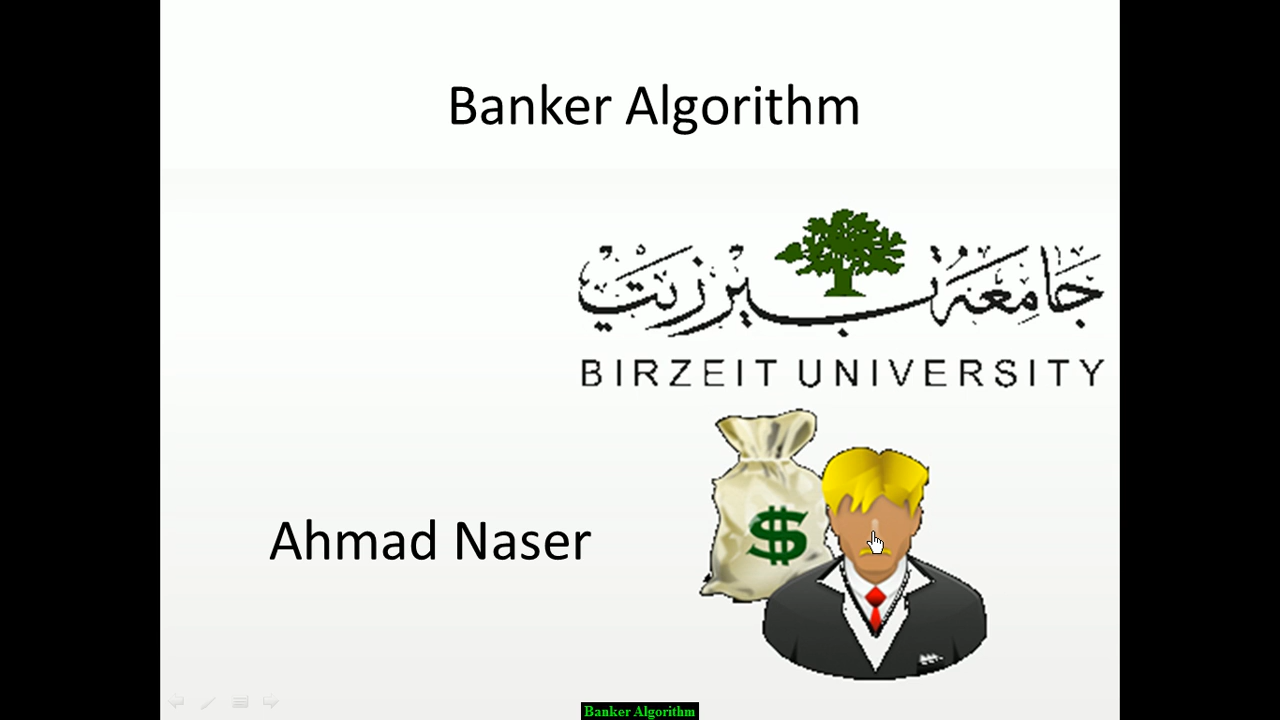 Banker Algorithm
جامعة بيرزيت
BIRZEIT UNIVERSITY
$
Ahmad Naser
Banker Algorithm